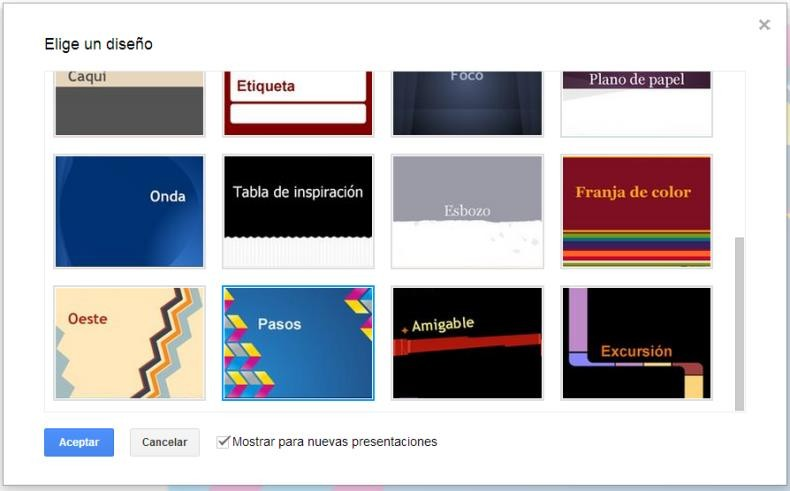 Elige un diseño
Caqui
Etiqueta
Foco
Plano de papel
Onda
Tabla de inspiración
Esbozo
Franja de color
Oeste
Pasos
Amigable
Excursión
Aceptar
Cancelar
Mostrar para nuevas presentaciones